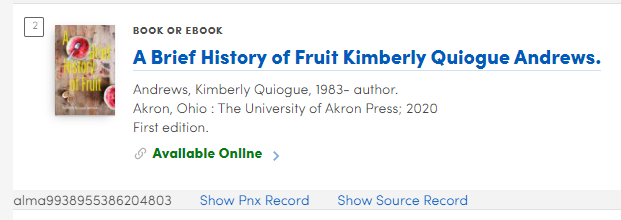 2
BOOK OR EBOOK
A Brief History of Fruit Kimberly Quiogue Andrews.
A Brief
History
of Fruit
Andrews, Kimberly Quiogue, 1983- author.
Akron, Ohio : The University of Akron Press; 2020
First edition.
Available Online
alma9938955386204803 Show Pnx Record Show Source Record